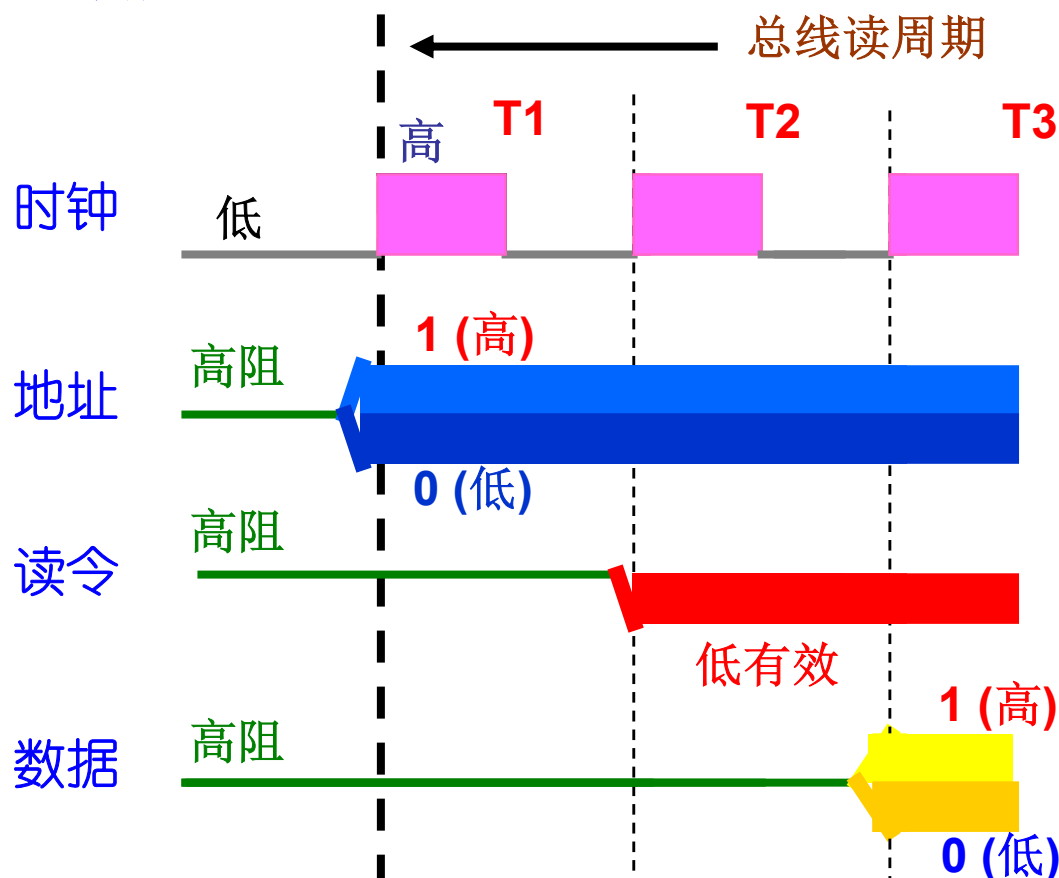 总线读周期
T1
T2
T3
高
时钟
低
1 (高)
高阻
地址
0 (低)
高阻
读令
低有效
1 (高)
高阻
数据
0 (低)